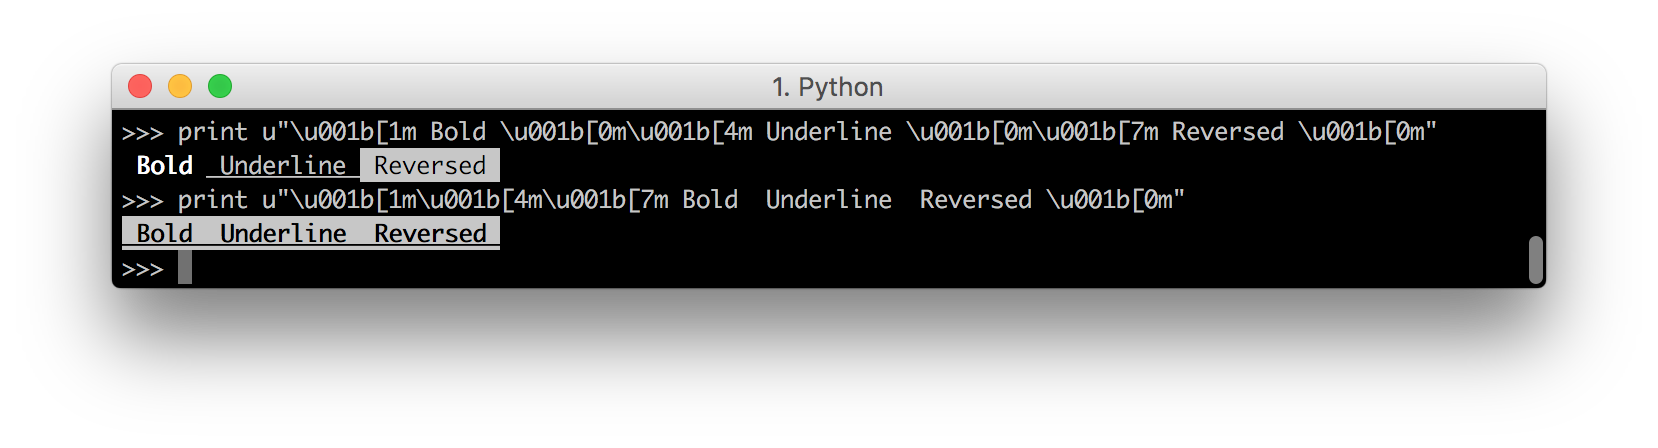 1. Python
>>> print u"\u001b[1m Bold \u001b[0m\u001b[4m Underline \u001b[0m\u001b[7m Reversed \u001b[0m"
 Bold  Underline  Reversed
>>> print u"\u001b[1m\u001b[4m\u001b[7m Bold  Underline  Reversed \u001b[0m"
 Bold  Underline  Reversed
>>>